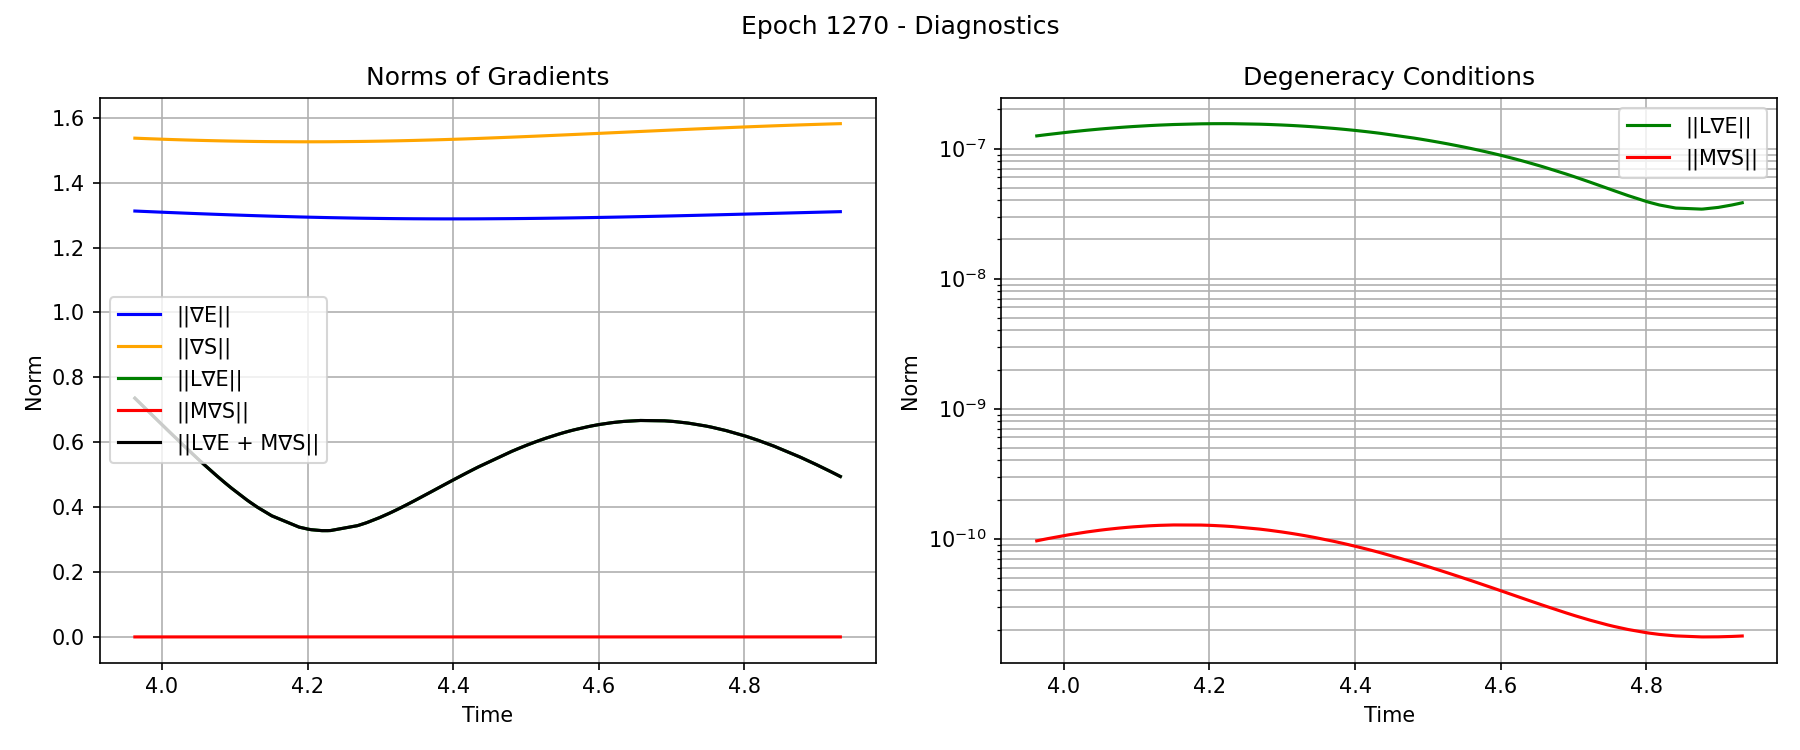 Epoch 1270 - Diagnostics
Norms of Gradients
1.6
1.4
1.2
1.0
0.8
0.6
0.4
0.2
0.0
Norm
||∇E||
||∇S||
||L∇E||
||M∇S||
||L∇E + M∇S||
4.0 4.2 4.4 4.6 4.8
Time
Degeneracy Conditions
10⁻⁷
10⁻⁸
10⁻⁹
10⁻¹⁰
Norm
||L∇E||
||M∇S||
4.0 4.2 4.4 4.6 4.8
Time